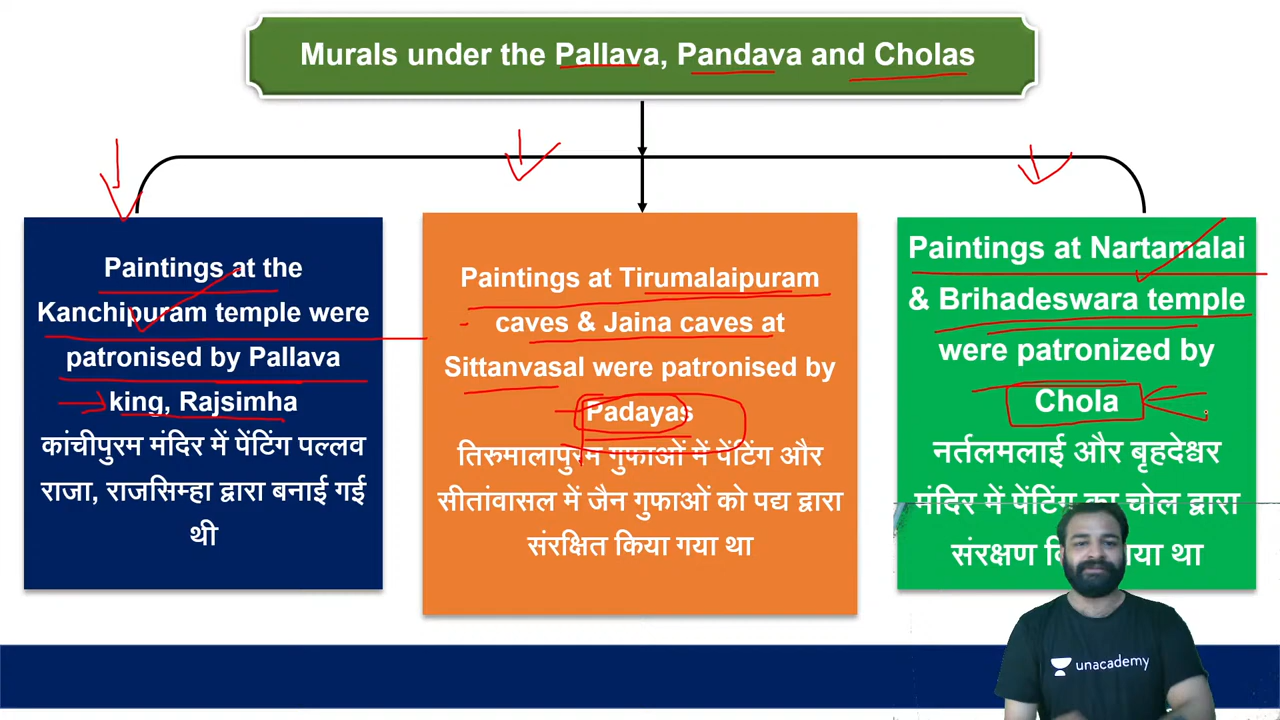 Murals under the Pallava, Pandava and Cholas
Paintings at the
Kanchipuram temple were
patronised by Pallava
king, Rajsimha
कांचीपुरम मंदिर में पेंटिंग पल्लव
राजा, राजसिम्हा द्वारा बनाई गई
थी
Paintings at Tirumalaipuram
caves & Jaina caves at
Sittanvasal were patronised by
Padayas
तिरुमालापुरम गुफाओं में पेंटिंग और
सीतांवासल में जैन गुफाओं को पद्य द्वारा
संरक्षित किया गया था
Paintings at Nartamalai
& Brihadeswara temple
were patronized by
Chola
नर्तलमलाई और बृहदेश्वर
मंदिर में पेंटिंग का चोल द्वारा
संरक्षण था
unacademy